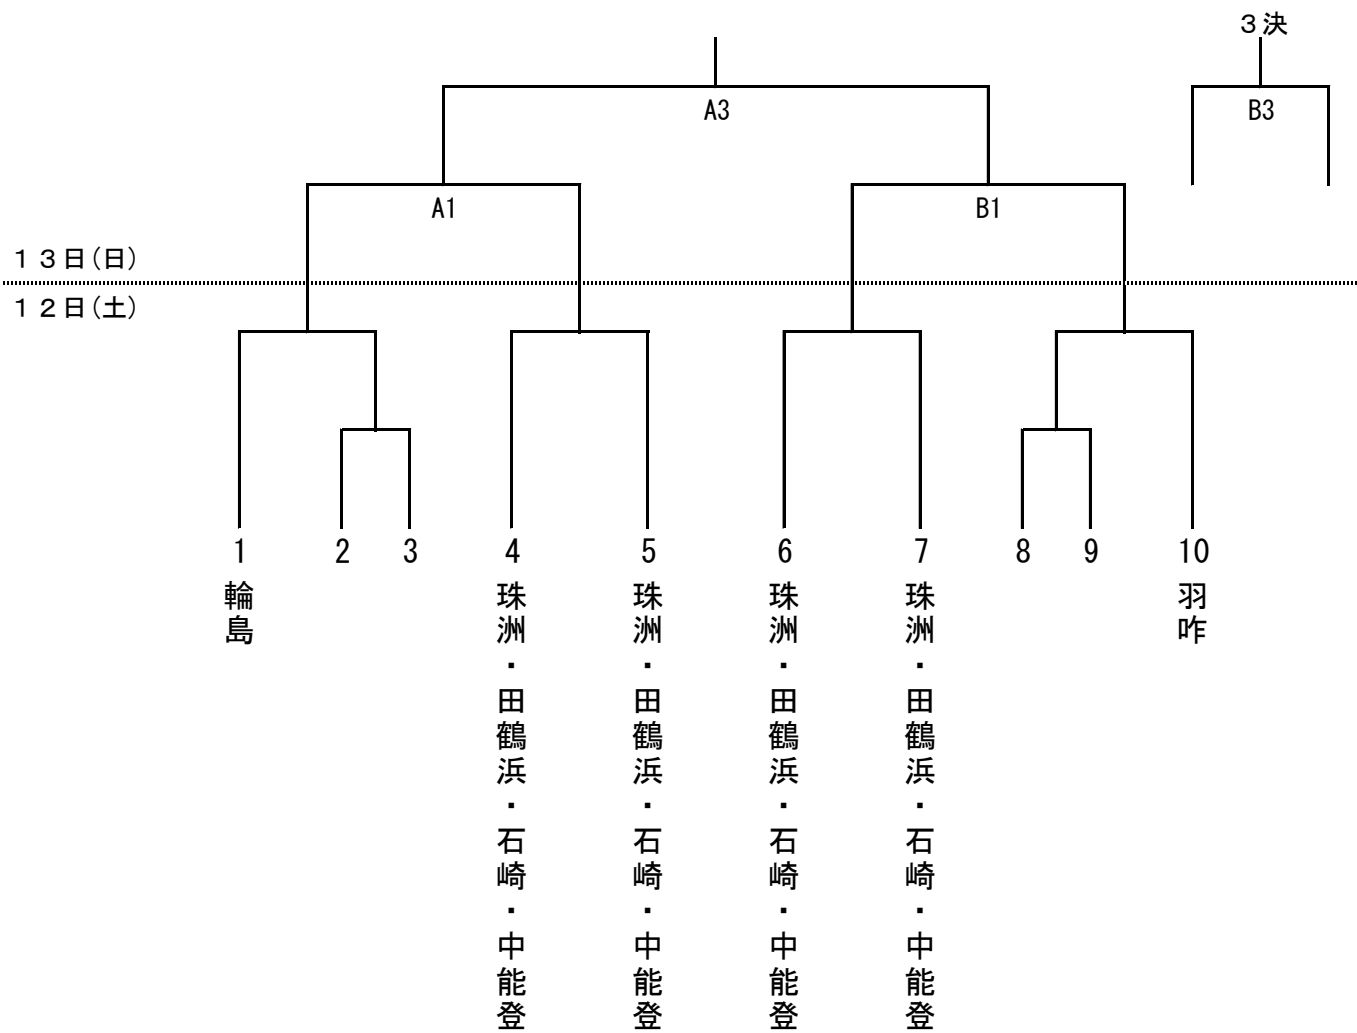 ３決
A3
B3
A1
B1
１３日(日)
１２日(土)
1
2
3
4
5
6
7
8
9
10
輪島
珠洲・田鶴浜・石崎・中能登
珠洲・田鶴浜・石崎・中能登
珠洲・田鶴浜・石崎・中能登
珠洲・田鶴浜・石崎・中能登
羽咋